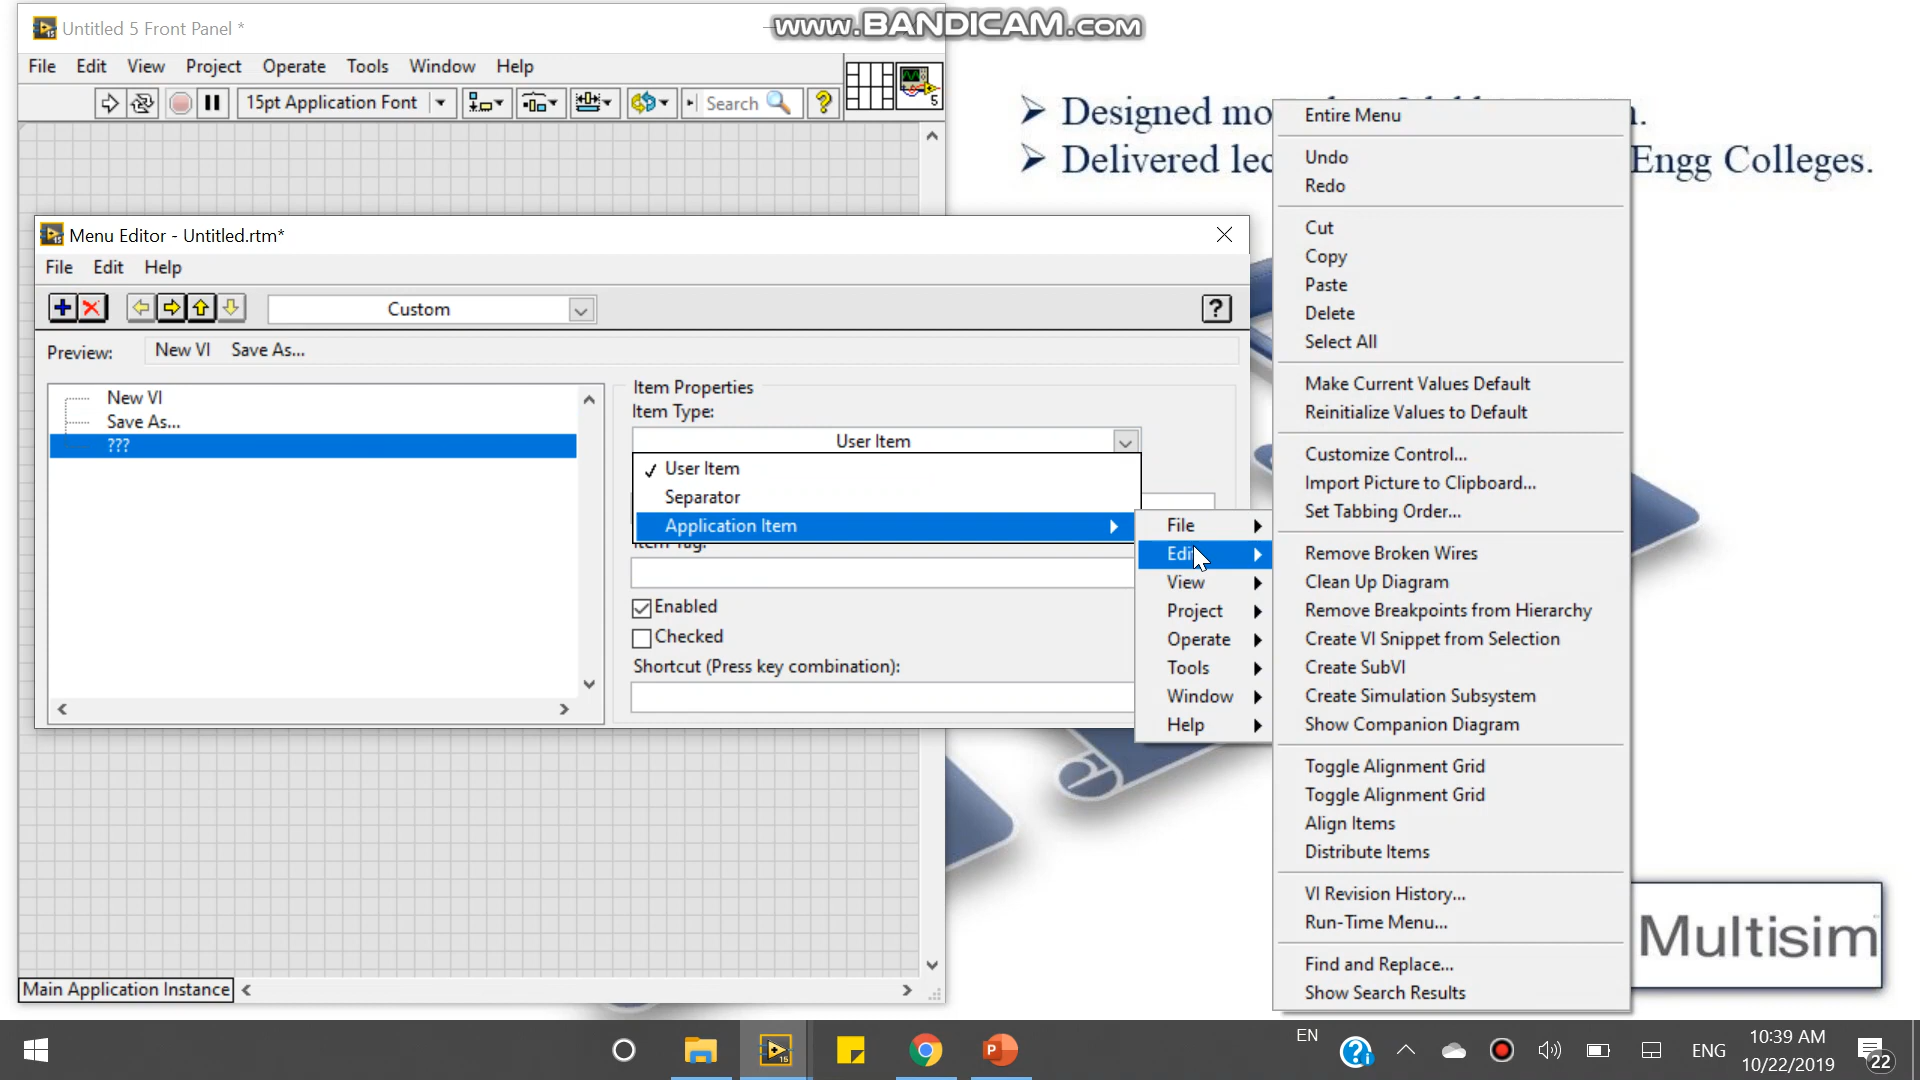 Untitled 5 Front Panel *
www.BANDICAM.com
File Edit View Project Operate Tools Window Help
15pt Application Font
Search
?
5
Designed mo
Delivered lec
Engg Colleges.
Menu Editor - Untitled.rtm*
File Edit Help
Custom
?
Preview: New VI Save As...
New VI
Save As...
???
Item Properties
Item Type:
User Item
User Item
Separator
Application Item
Enabled
Checked
Shortcut (Press key combination):
File
Edi
View
Project
Operate
Tools
Window
Help
Entire Menu
Undo
Redo
Cut
Copy
Paste
Delete
Select All
Make Current Values Default
Reinitialize Values to Default
Customize Control...
Import Picture to Clipboard...
Set Tabbing Order...
Remove Broken Wires
Clean Up Diagram
Remove Breakpoints from Hierarchy
Create VI Snippet from Selection
Create SubVI
Create Simulation Subsystem
Show Companion Diagram
Toggle Alignment Grid
Toggle Alignment Grid
Align Items
Distribute Items
VI Revision History...
Run-Time Menu...
Find and Replace...
Show Search Results
Multisim
Main Application Instance
EN
ENG
10:39 AM
10/22/2019
22